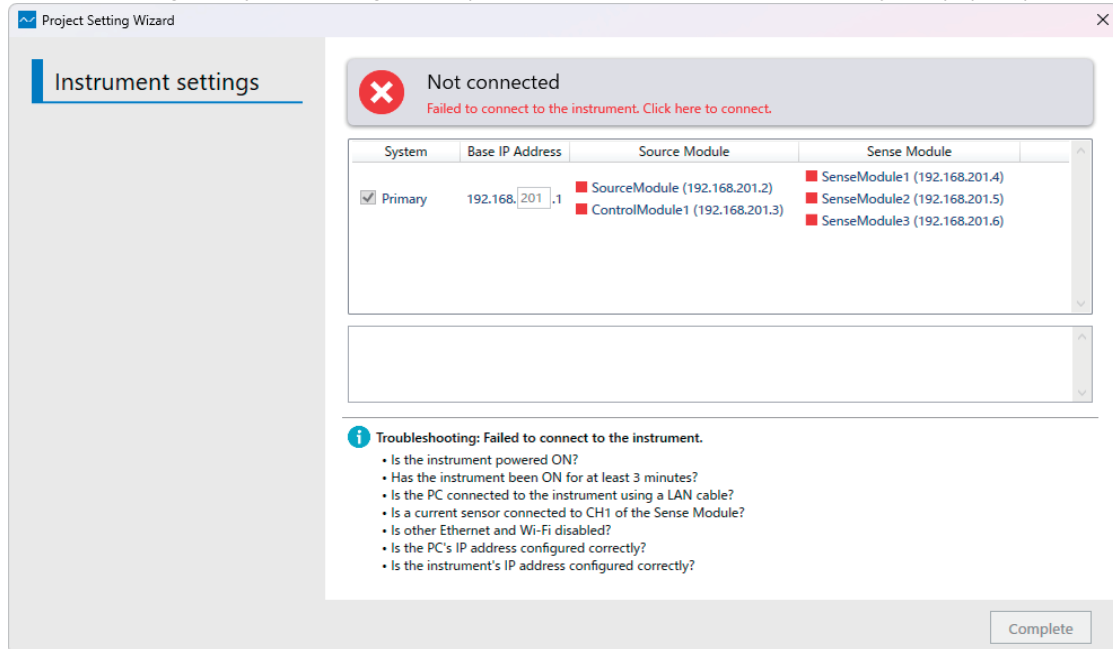 Project Setting Wizard
Instrument settings
Not connected
Failed to connect to the instrument. Click here to connect.
System Base IP Address Source Module Sense Module
Primary 192.168. 201 .1
SourceModule (192.168.201.2)
ControlModule1 (192.168.201.3)
SenseModule1 (192.168.201.4)
SenseModule2 (192.168.201.5)
SenseModule3 (192.168.201.6)
Troubleshooting: Failed to connect to the instrument.
• Is the instrument powered ON?
• Has the instrument been ON for at least 3 minutes?
• Is the PC connected to the instrument using a LAN cable?
• Is a current sensor connected to CH1 of the Sense Module?
• Is other Ethernet and Wi-Fi disabled?
• Is the PC's IP address configured correctly?
• Is the instrument's IP address configured correctly?
Complete